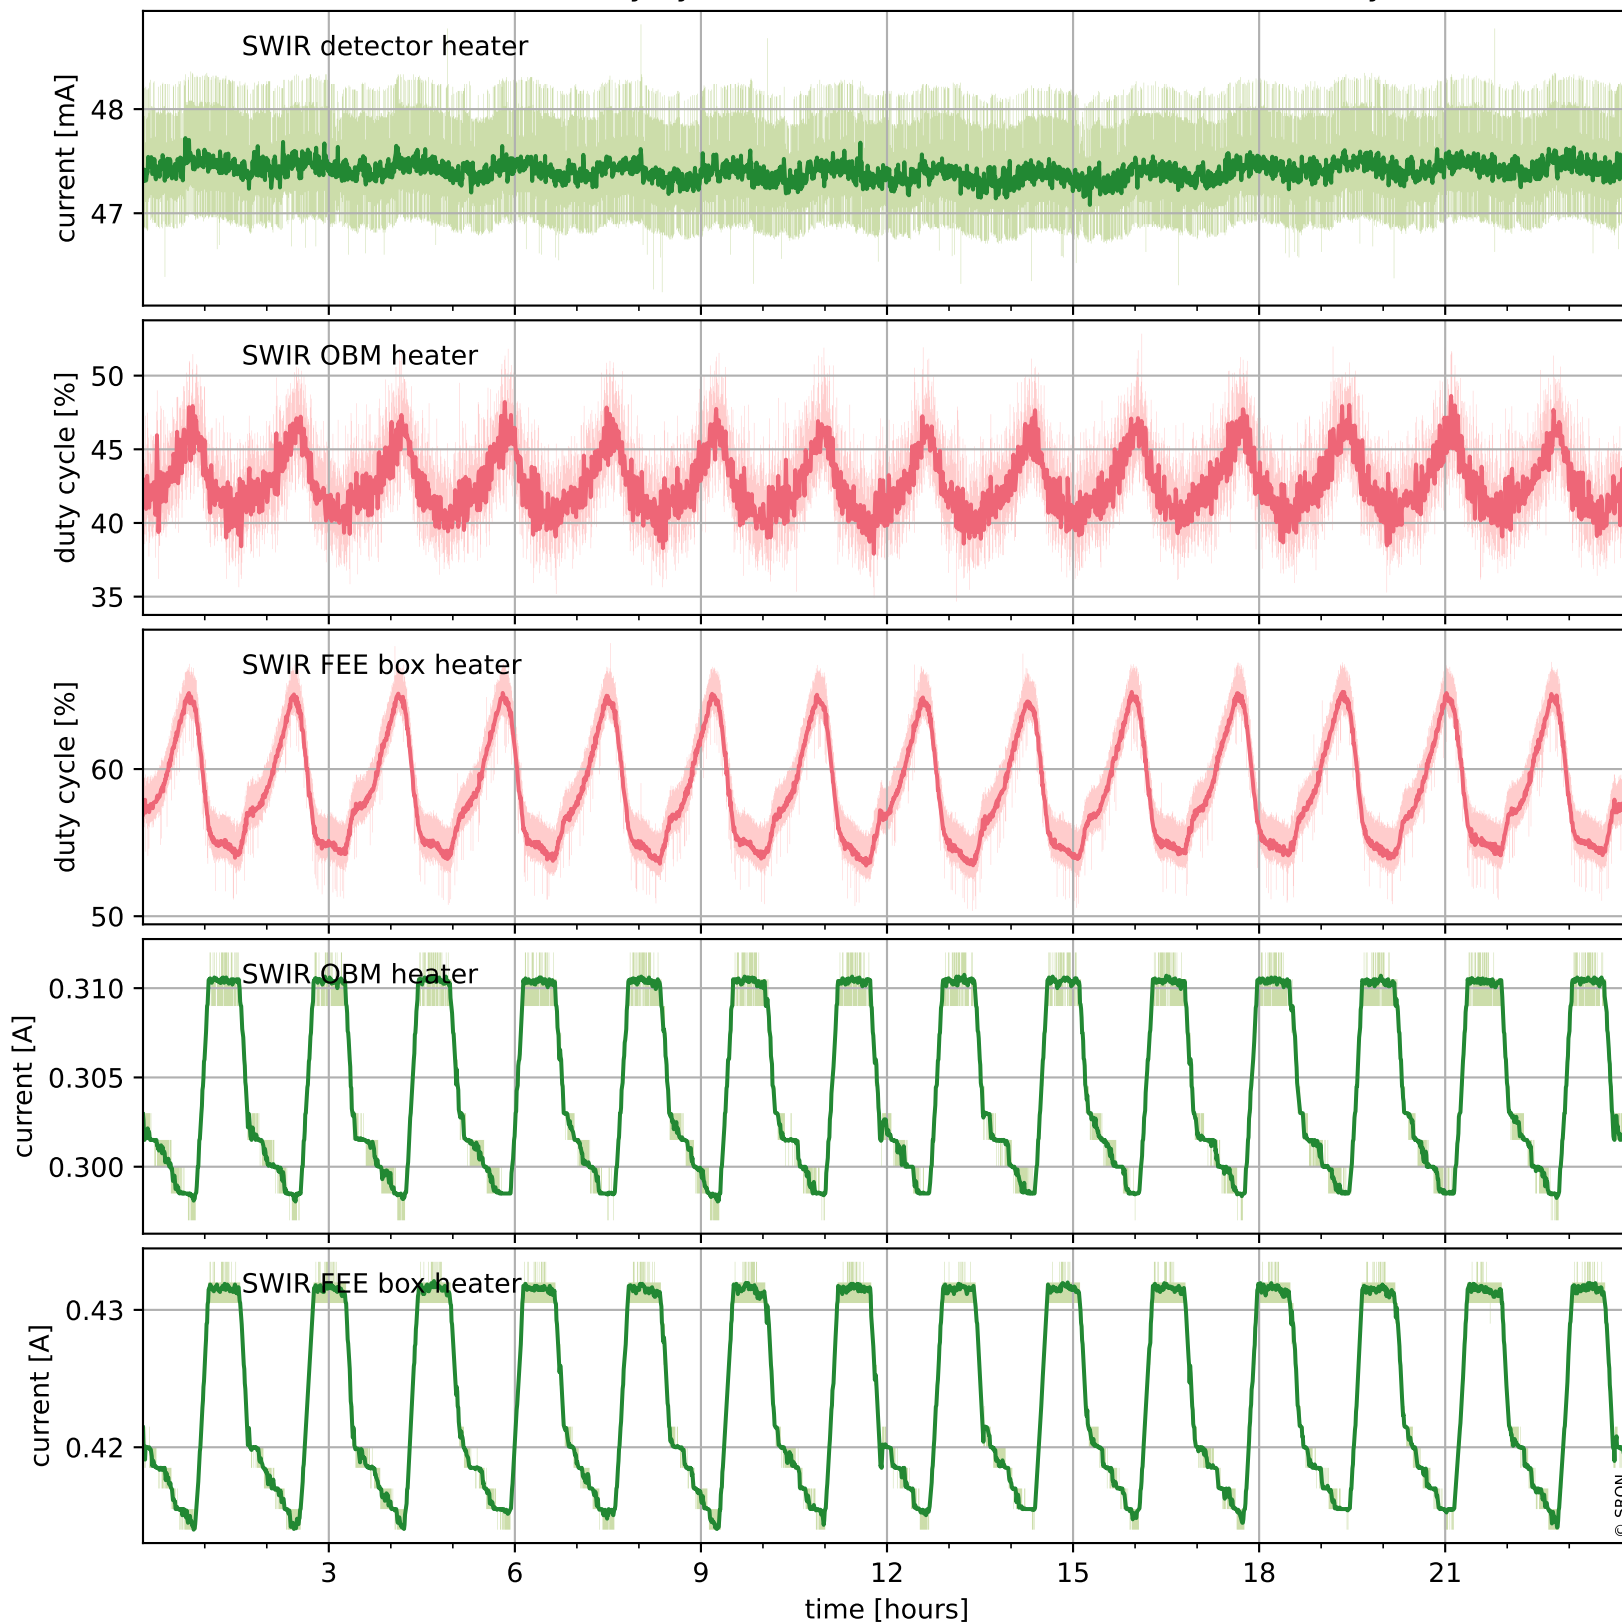 SWIR detector heater
current [mA]
48
47
SWIR OBM heater
duty cycle [%]
50
45
40
35
SWIR FEE box heater
duty cycle [%]
60
50
SWIR OBM heater
current [A]
0.310
0.305
0.300
SWIR FEE box heater
current [A]
0.43
0.42
3 6 9 12 15 18 21
time [hours]
© SRON